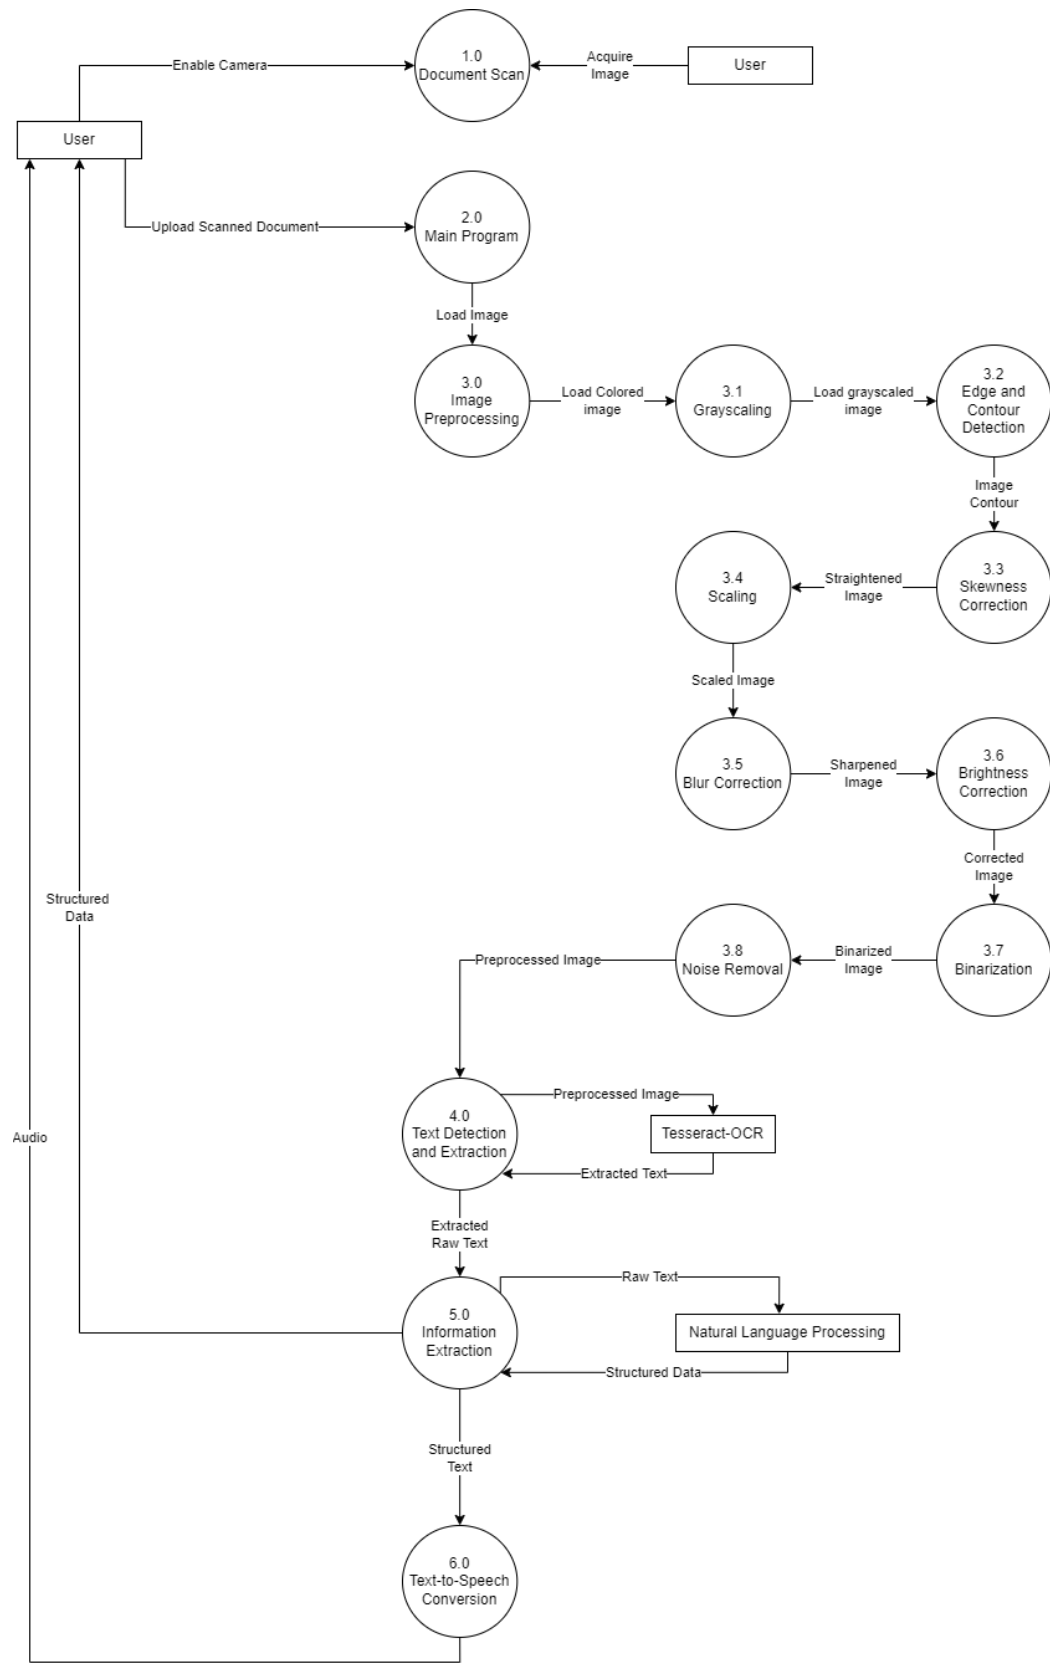 1.0
Document Scan
Enable Camera
Acquire
Image
User
User
Upload Scanned Document
2.0
Main Program
Load Image
3.0
Image
Preprocessing
Load Colored
image
3.1
Grayscaling
Load grayscaled
image
3.2
Edge and
Contour
Detection
Image
Contour
3.3
Skewness
Correction
Straightened
Image
3.4
Scaling
Scaled Image
3.5
Blur Correction
Sharpened
Image
3.6
Brightness
Correction
Corrected
Image
3.7
Binarization
Binarized
Image
3.8
Noise Removal
Preprocessed Image
4.0
Text Detection
and Extraction
Preprocessed Image
Tesseract-OCR
Extracted Text
Extracted
Raw Text
5.0
Information
Extraction
Raw Text
Natural Language Processing
Structured Data
Structured
Data
Structured
Text
6.0
Text-to-Speech
Conversion
Audio